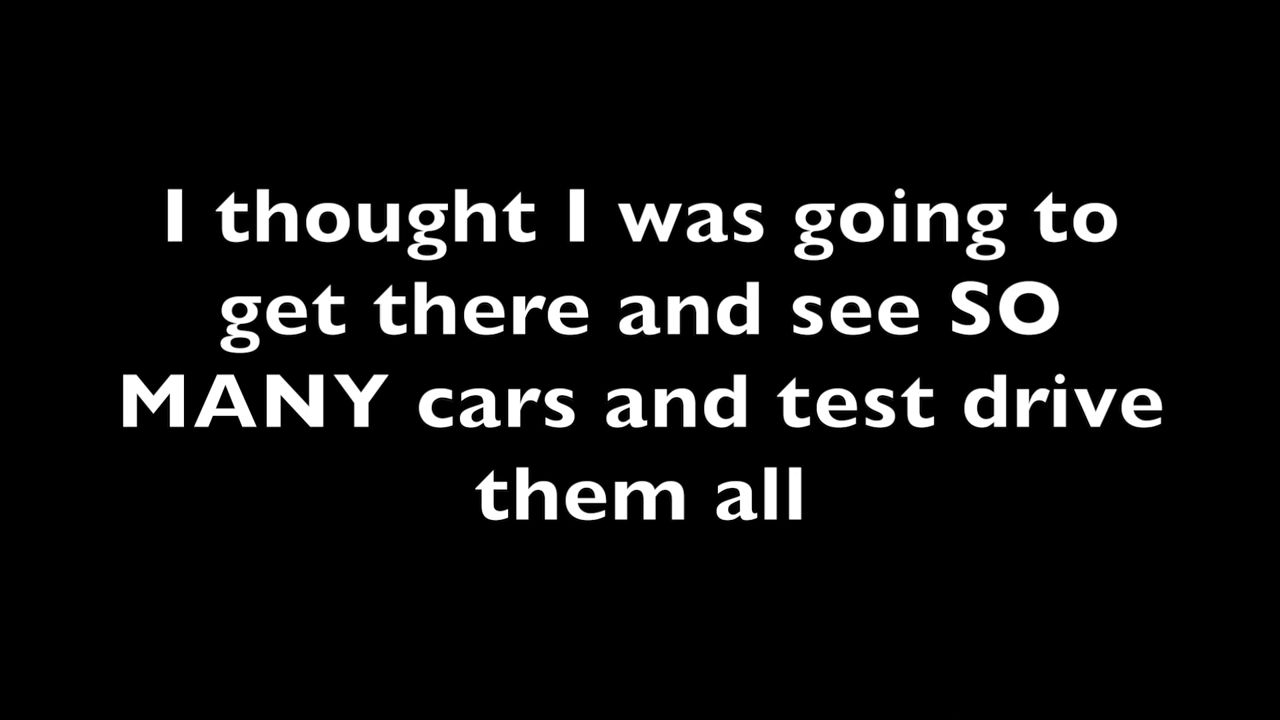 I thought I was going to
get there and see SO
MANY cars and test drive
them all